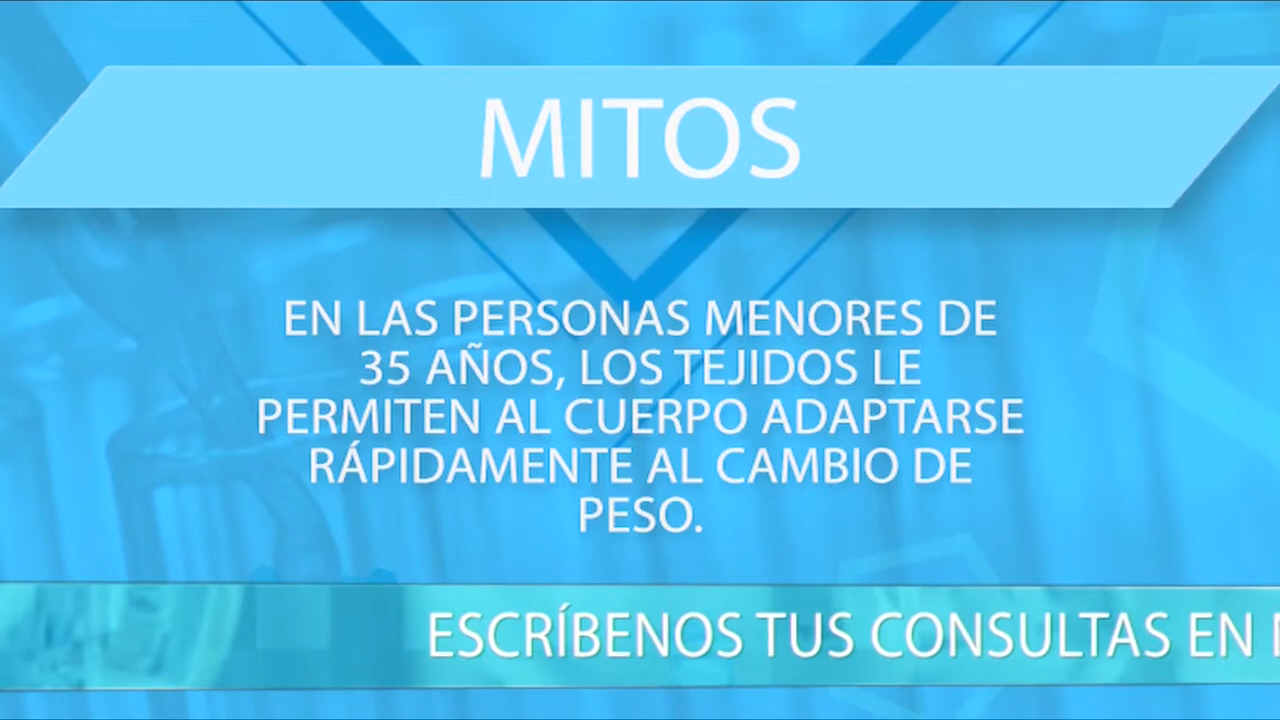 MITOS
EN LAS PERSONAS MENORES DE
35 AÑOS, LOS TEJIDOS LE
PERMITEN AL CUERPO ADAPTARSE
RÁPIDAMENTE AL CAMBIO DE
PESO.
ESCRÍBENOS TUS CONSULTAS EN